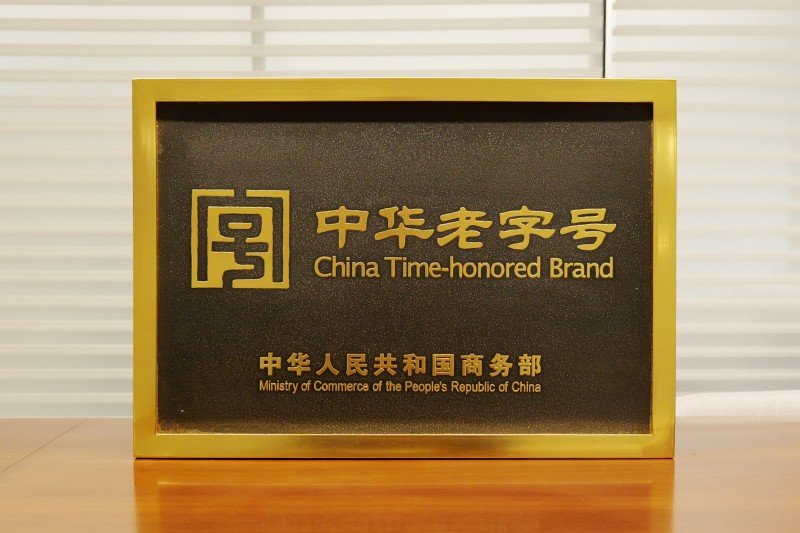 中华老字号
China Time-honored Brand
中华人民共和国商务部
Ministry of Commerce of the People's Republic of China